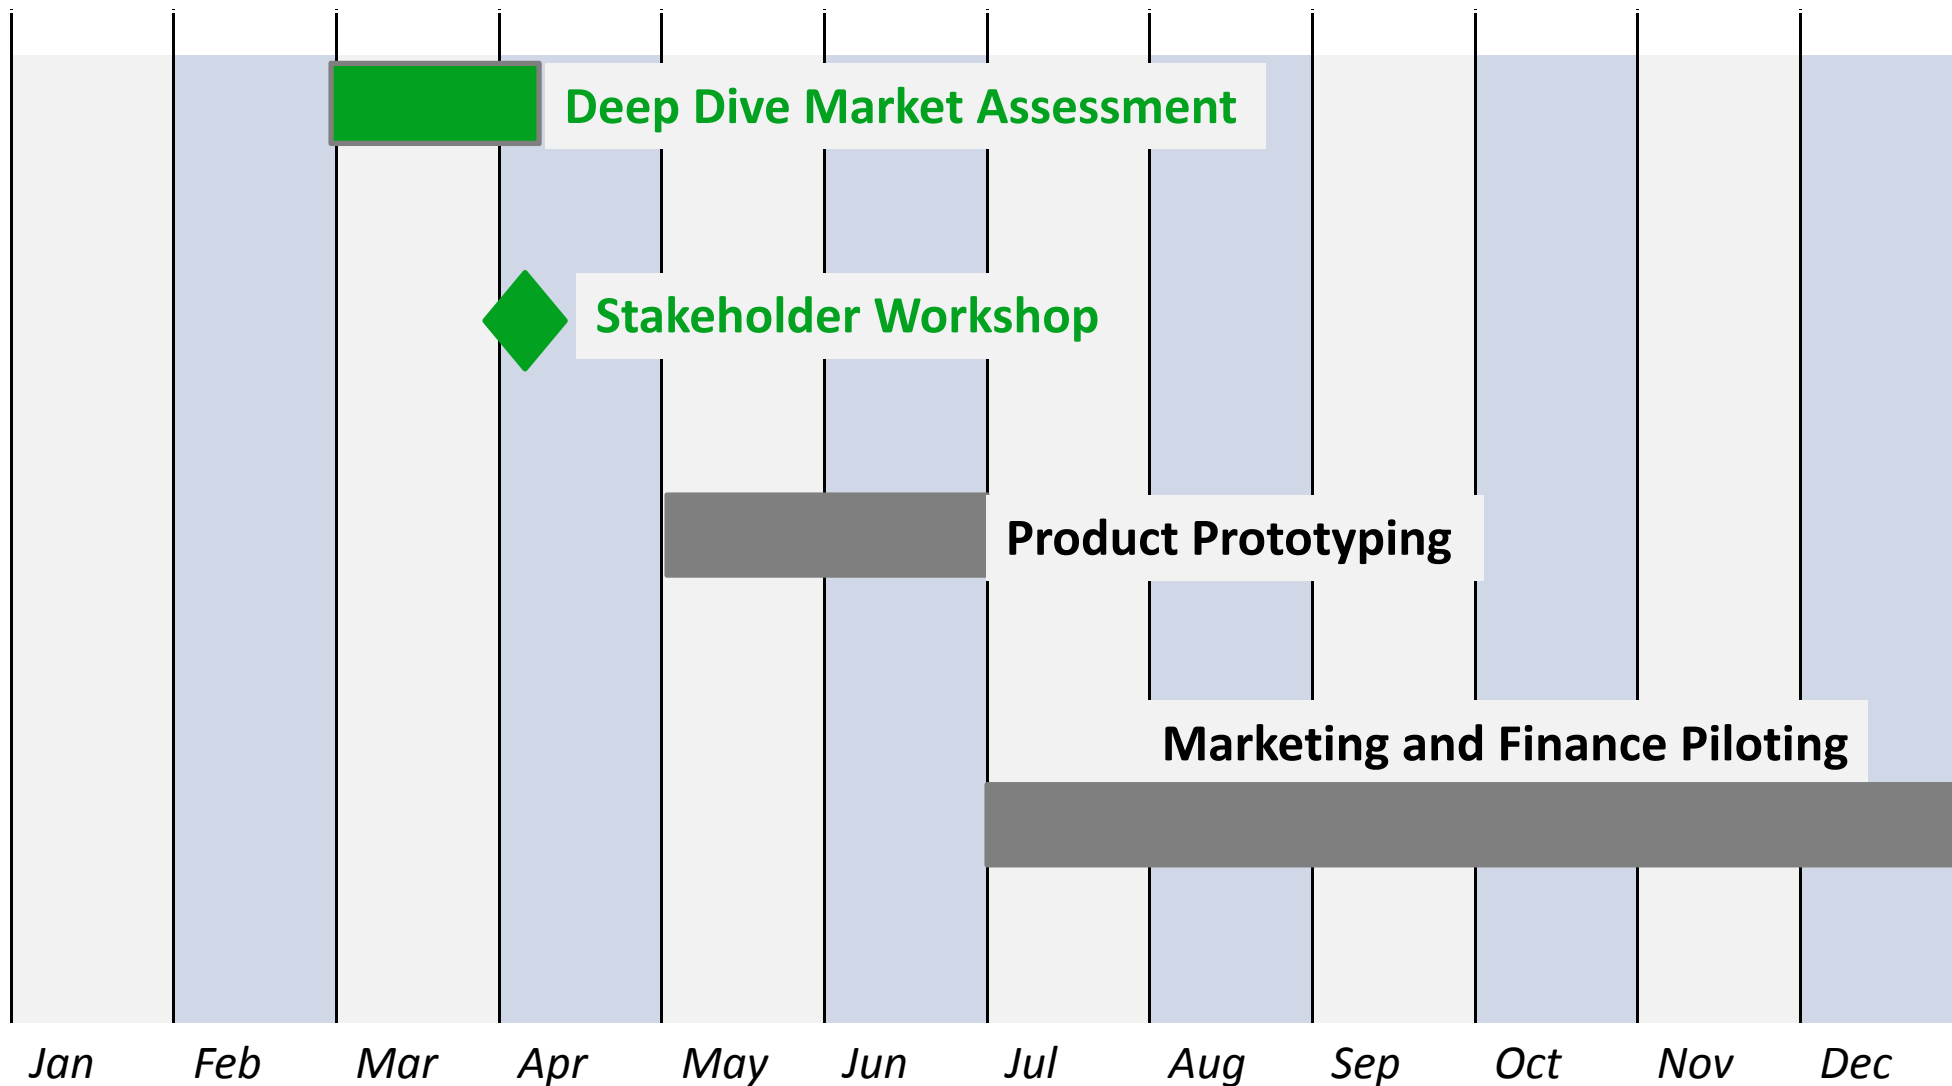 Deep Dive Market Assessment
Stakeholder Workshop
Product Prototyping
Marketing and Finance Piloting
Jan Feb Mar Apr May Jun Jul Aug Sep Oct Nov Dec